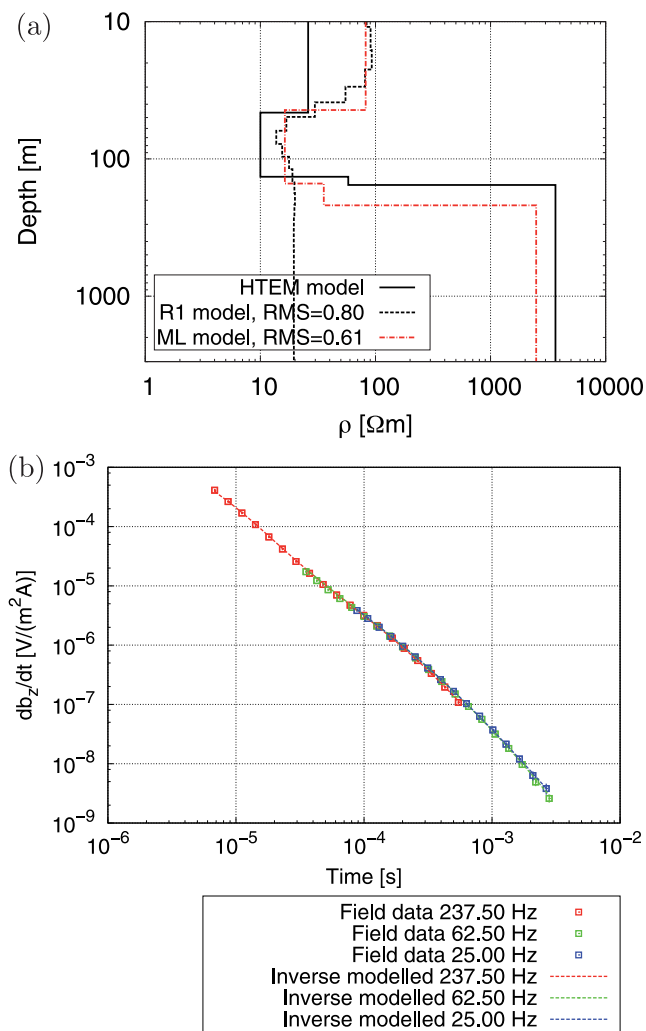 (a)
10
100
1000
Depth [m]
HTEM model
R1 model, RMS=0.80
ML model, RMS=0.61
1 10 100 1000 10000
ρ [Ωm]
(b)
10⁻³
10⁻⁴
10⁻⁵
10⁻⁶
10⁻⁷
10⁻⁸
10⁻⁹
db_z/dt [V/(m²A)]
10⁻⁶ 10⁻⁵ 10⁻⁴ 10⁻³ 10⁻²
Time [s]
Field data 237.50 Hz
Field data 62.50 Hz
Field data 25.00 Hz
Inverse modelled 237.50 Hz
Inverse modelled 62.50 Hz
Inverse modelled 25.00 Hz